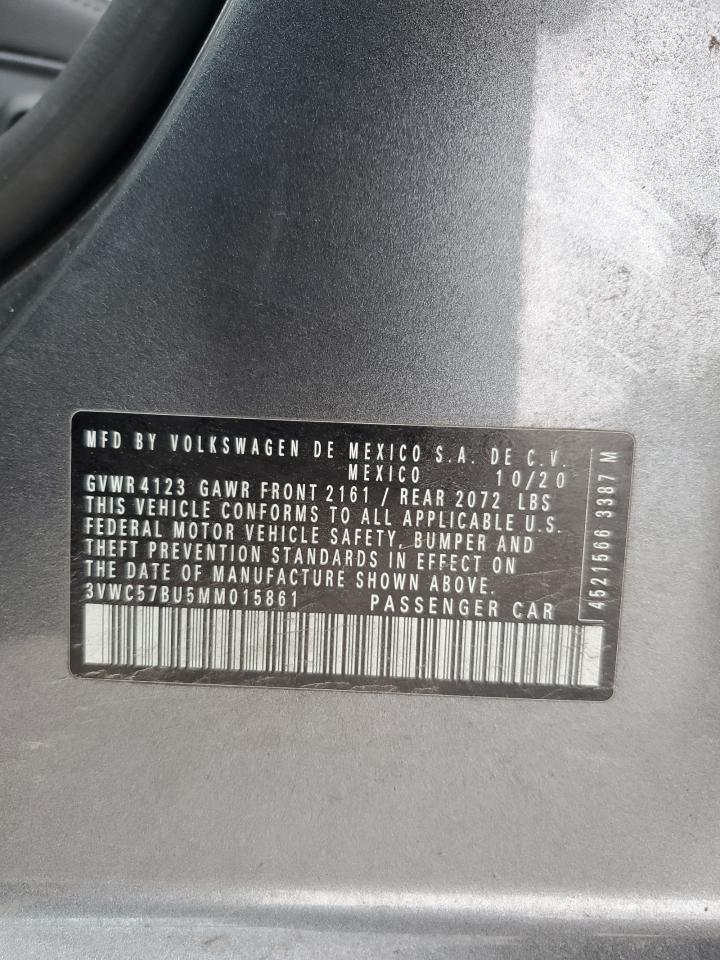 MFD BY VOLKSWAGEN DE MEXICO S.A. DE C.V.
MEXICO 10/20
GVWR 4123 GAWR FRONT 2161 / REAR 2072 LBS
THIS VEHICLE CONFORMS TO ALL APPLICABLE U.S.
FEDERAL MOTOR VEHICLE SAFETY, BUMPER AND
THEFT PREVENTION STANDARDS IN EFFECT ON
THE DATE OF MANUFACTURE SHOWN ABOVE.
3VWC57BU5MM015861 PASSENGER CAR
4521566 3387 M